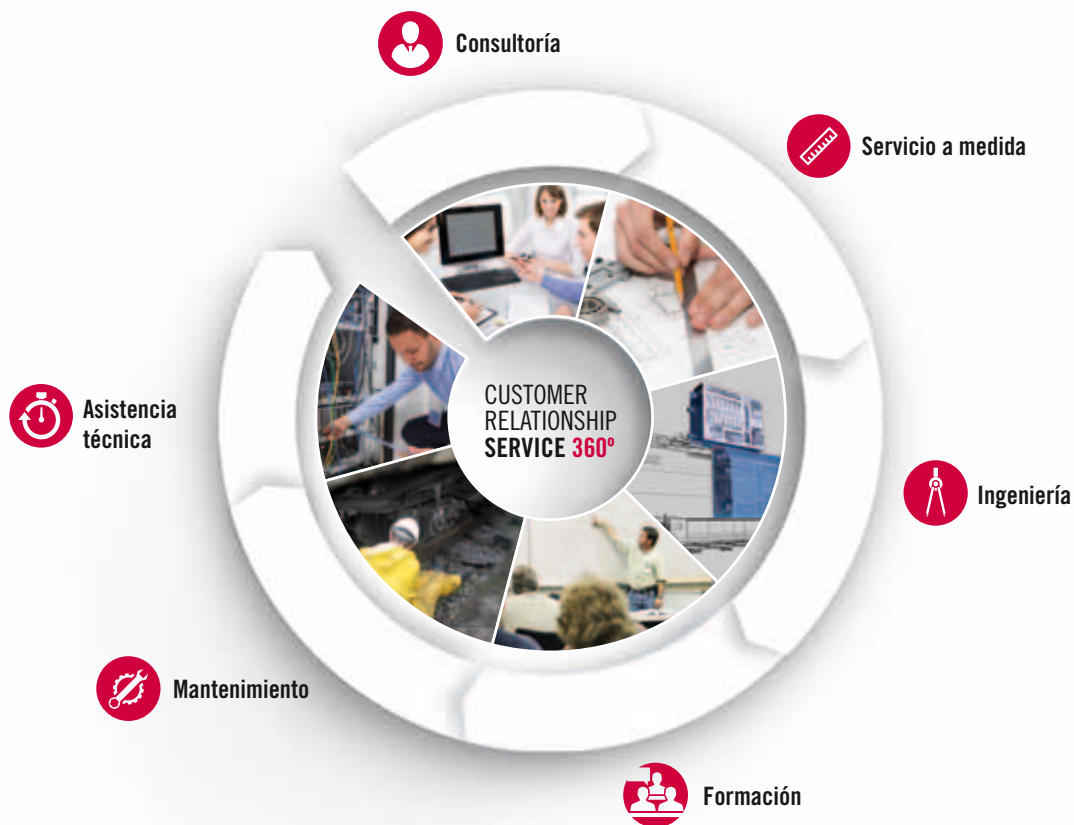 Consultoría
Servicio a medida
CUSTOMER
RELATIONSHIP
SERVICE 360º
Asistencia
técnica
Ingeniería
Mantenimiento
Formación